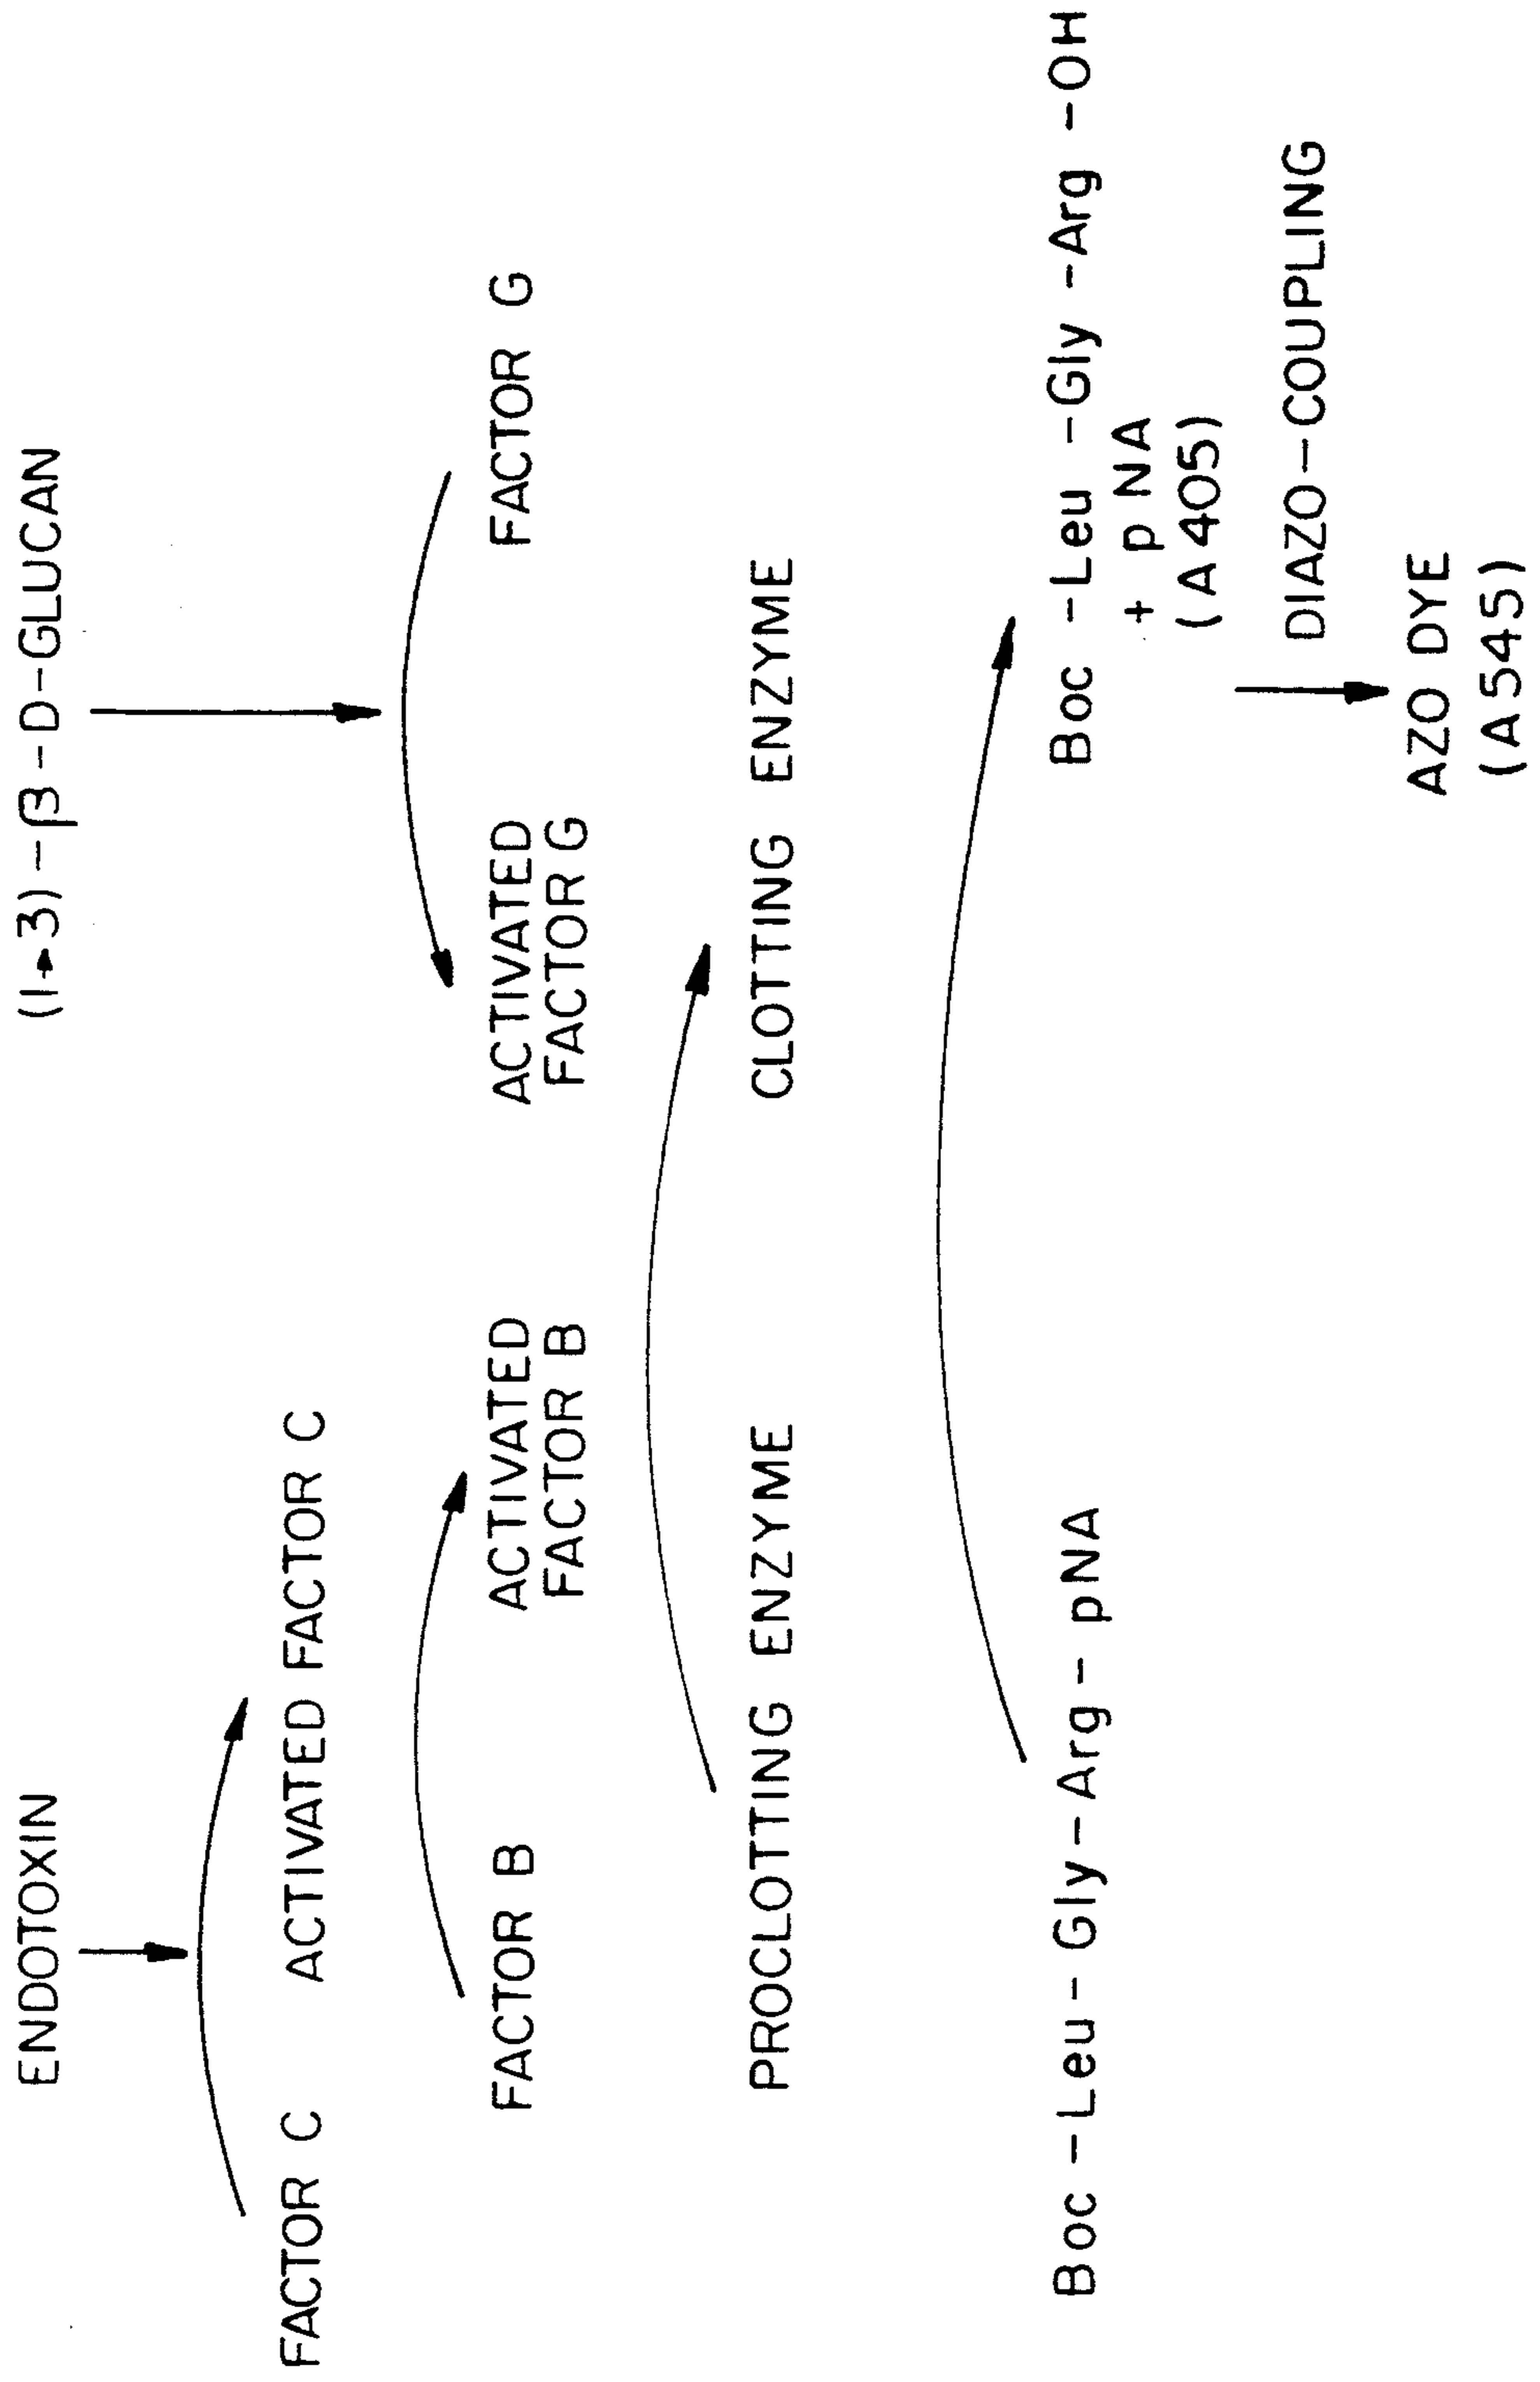 ENDOTOXIN
(1→3)-β-D-GLUCAN
FACTOR C
ACTIVATED FACTOR C
FACTOR B
ACTIVATED
FACTOR B
ACTIVATED
FACTOR G
FACTOR G
PROCLOTTING ENZYME
CLOTTING ENZYME
Boc-Leu-Gly-Arg-pNA
Boc-Leu-Gly-Arg-OH
+ pNA
(A405)
DIAZO-COUPLING
AZO DYE
(A545)